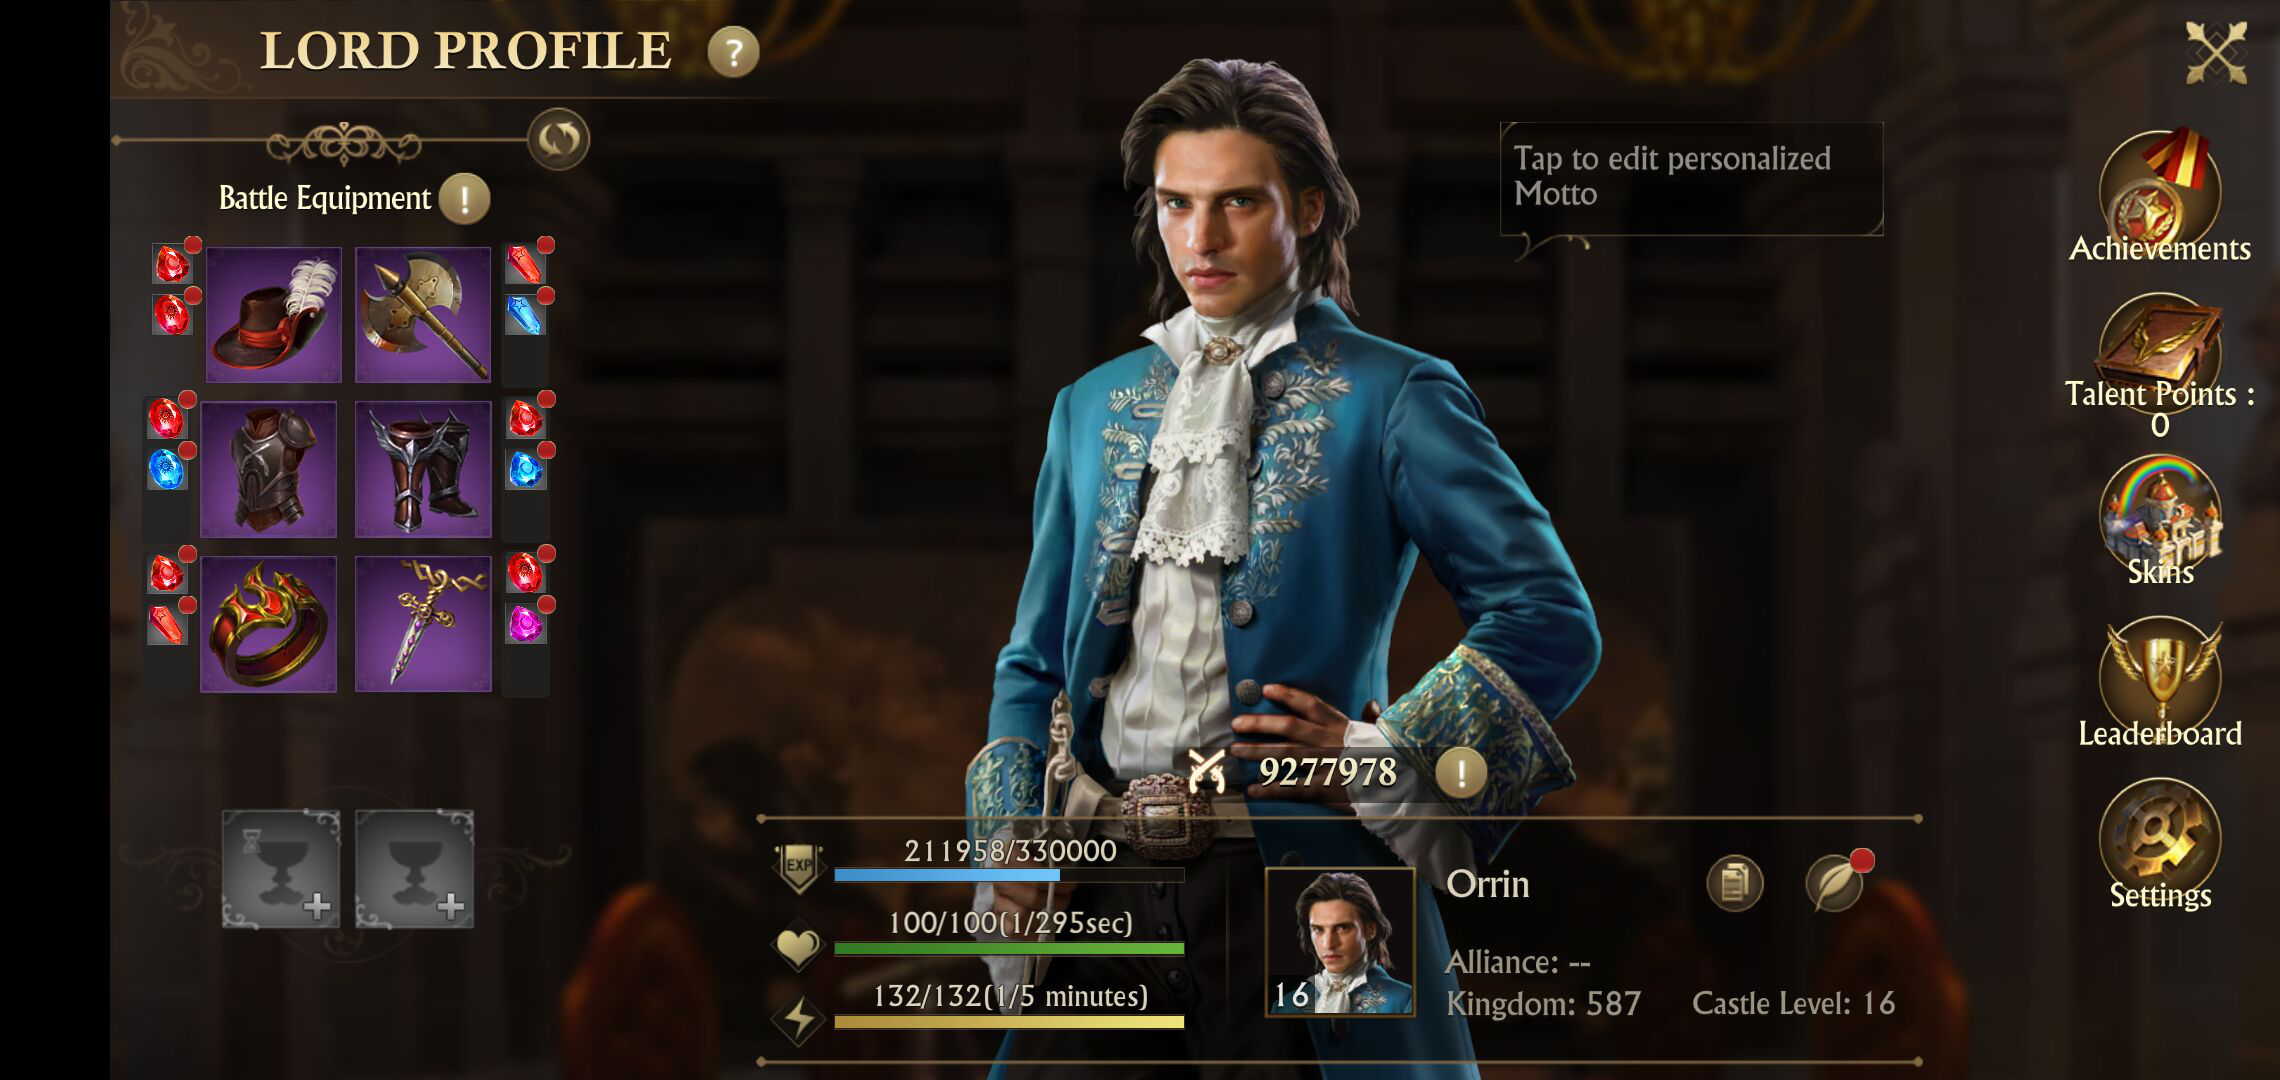 LORD PROFILE ?
Battle Equipment !
Tap to edit personalized
Motto
Achievements
Talent Points :
0
Skins
Leaderboard
Settings
9277978 !
EXP
211958/330000
100/100(1/295sec)
132/132(1/5 minutes)
16
Orrin
Alliance: --
Kingdom: 587
Castle Level: 16